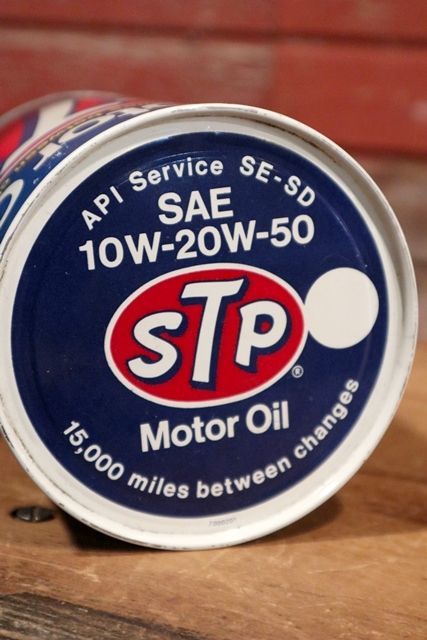 API Service SE-SD
SAE
10W-20W-50
STP
®
Motor Oil
15,000 miles between changes